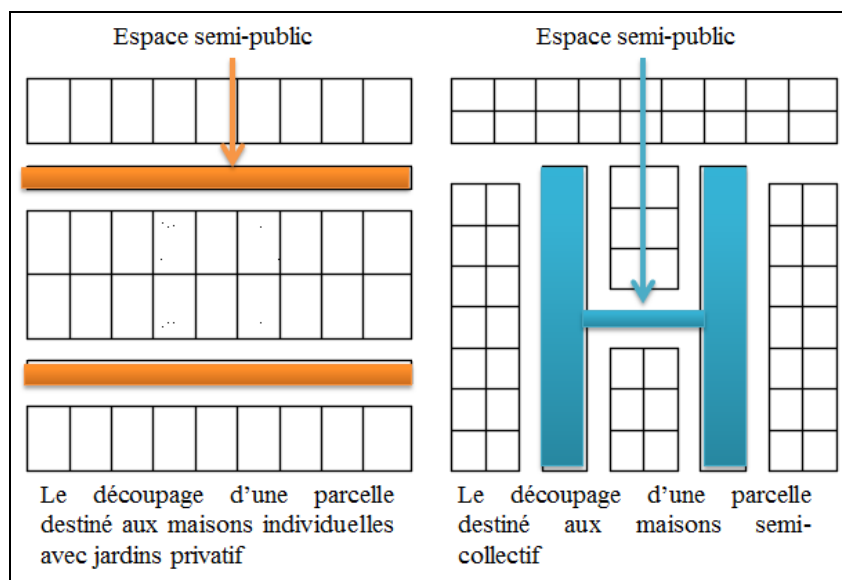 Espace semi-public
Espace semi-public
Le découpage d'une parcelle
destiné aux maisons individuelles
avec jardins privatif
Le découpage d'une parcelle
destiné aux maisons semi-
collectif